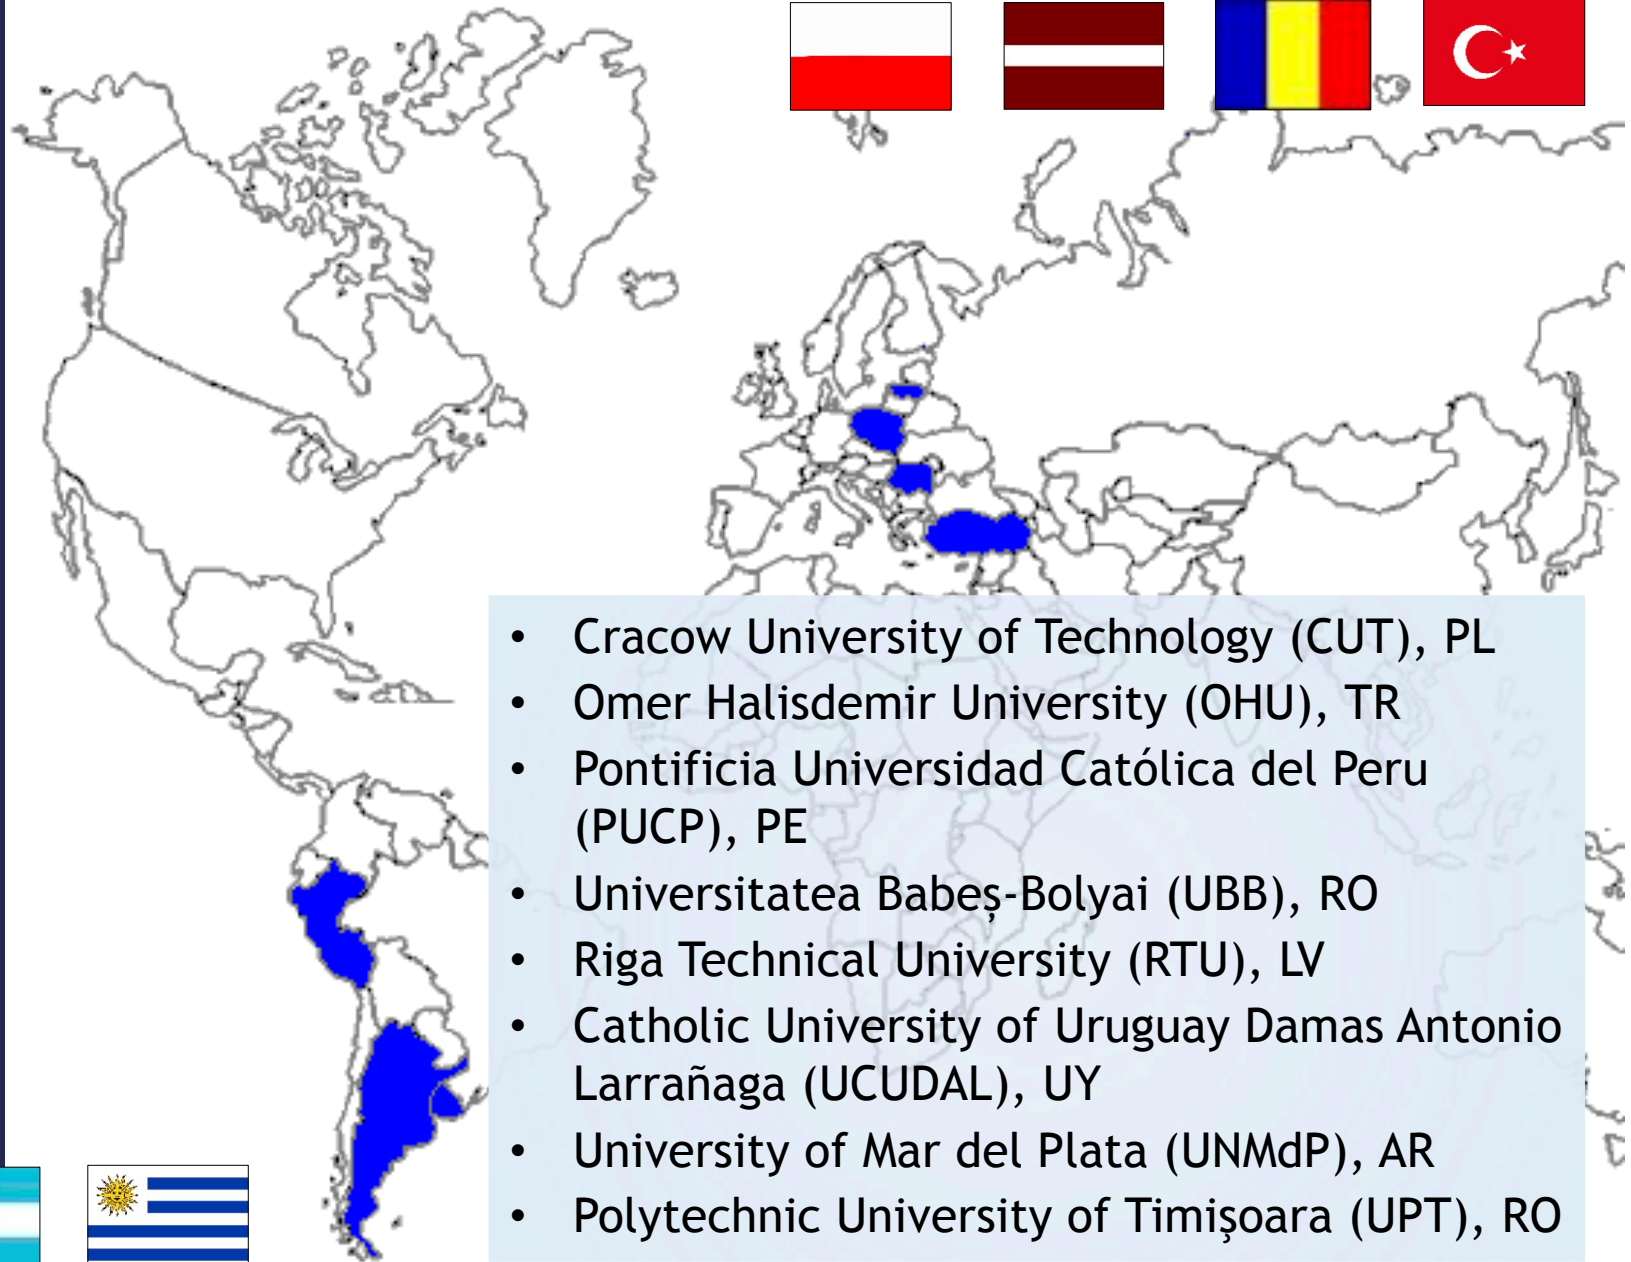 • Cracow University of Technology (CUT), PL
• Omer Halisdemir University (OHU), TR
• Pontificia Universidad Católica del Peru
(PUCP), PE
• Universitatea Babeş-Bolyai (UBB), RO
• Riga Technical University (RTU), LV
• Catholic University of Uruguay Damas Antonio
Larrañaga (UCUDAL), UY
• University of Mar del Plata (UNMdP), AR
• Polytechnic University of Timişoara (UPT), RO